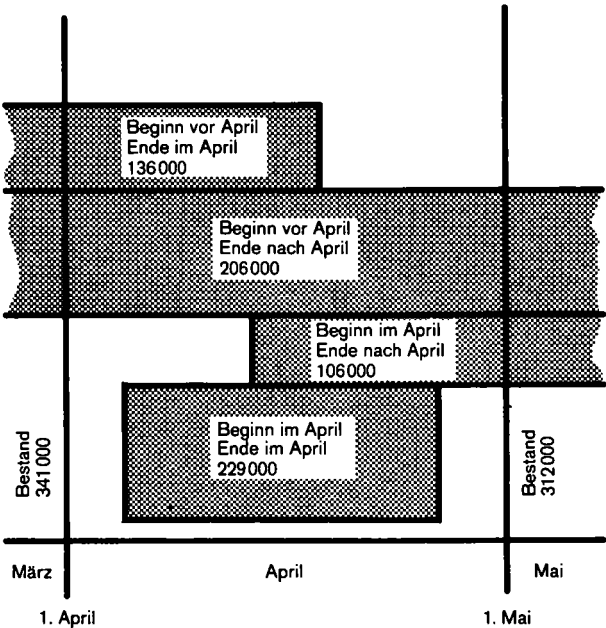 Beginn vor April
Ende im April
136000
Beginn vor April
Ende nach April
206000
Beginn im April
Ende nach April
106000
Beginn im April
Ende im April
229000
Bestand
341000
Bestand
312000
März
April
Mai
1. April
1. Mai